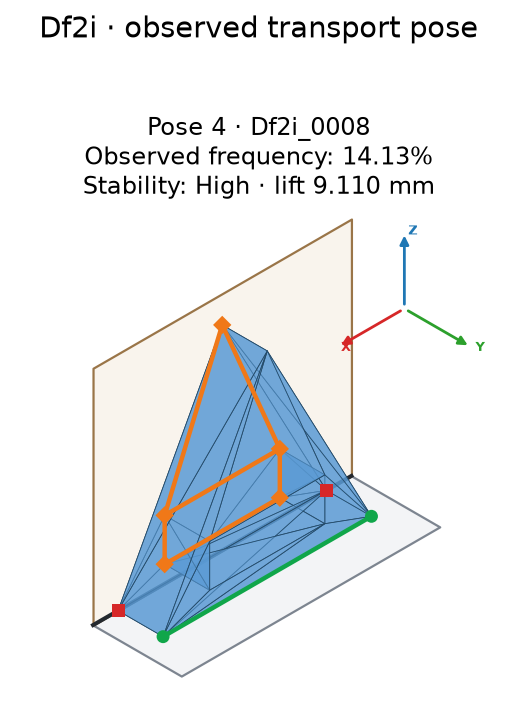 Df2i · observed transport pose
Pose 4 · Df2i_0008
Observed frequency: 14.13%
Stability: High · lift 9.110 mm
Z
X
Y